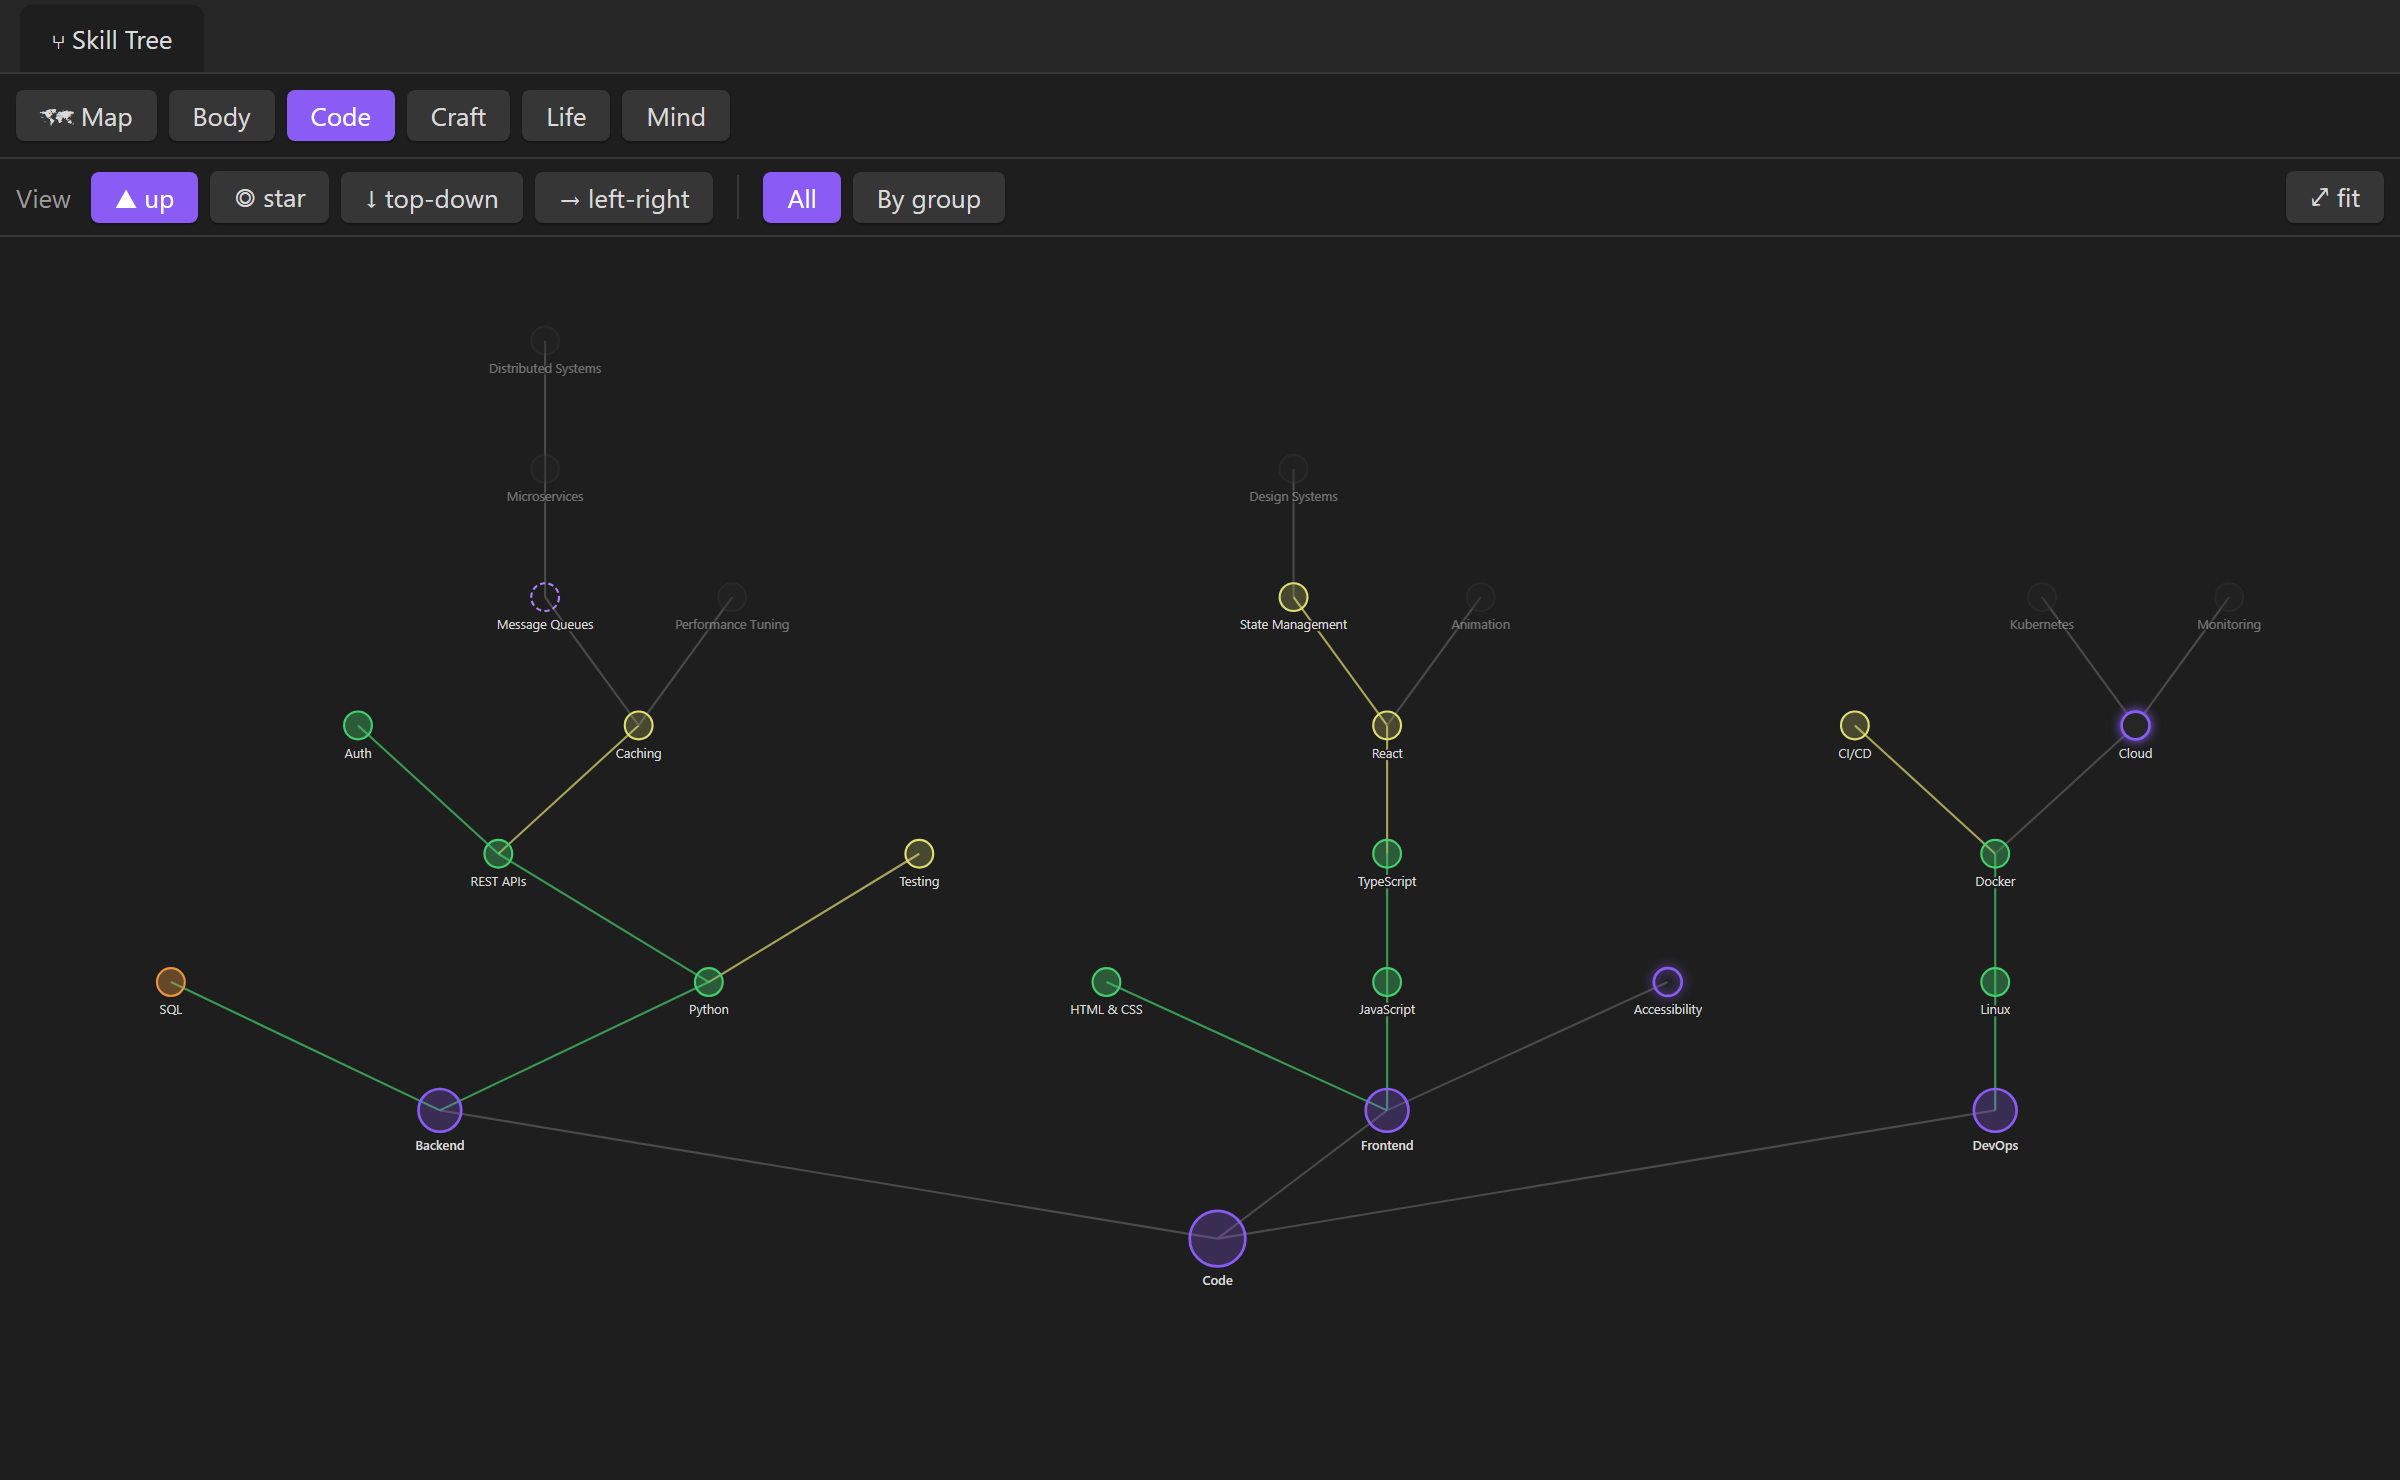 Skill Tree
Map Body Code Craft Life Mind
View ▲ up ◎ star ↓ top-down → left-right All By group ⤢ fit
Distributed Systems
Microservices Design Systems
Message Queues Performance Tuning State Management Animation Kubernetes Monitoring
Auth Caching React CI/CD Cloud
REST APIs Testing TypeScript Docker
SQL Python HTML & CSS JavaScript Accessibility Linux
Backend Frontend DevOps
Code